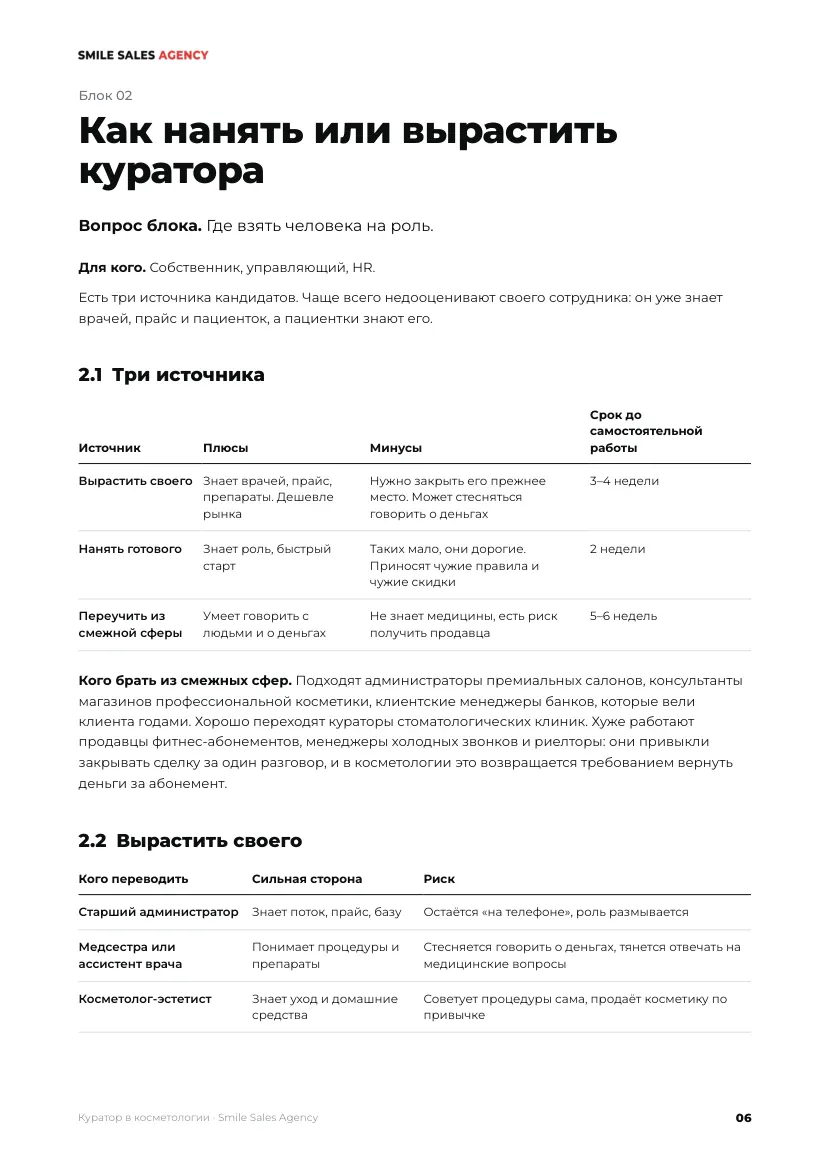 SMILE SALES AGENCY
Блок 02
Как нанять или вырастить
куратора
Вопрос блока. Где взять человека на роль.
Для кого. Собственник, управляющий, HR.
Есть три источника кандидатов. Чаще всего недооценивают своего сотрудника: он уже знает
врачей, прайс и пациенток, а пациентки знают его.
2.1 Три источника
Источник
Плюсы
Минусы
Срок до
самостоятельной
работы
Вырастить своего
Знает врачей, прайс,
препараты. Дешевле
рынка
Нужно закрыть его прежнее
место. Может стесняться
говорить о деньгах
3–4 недели
Нанять готового
Знает роль, быстрый
старт
Таких мало, они дорогие.
Приносят чужие правила и
чужие скидки
2 недели
Переучить из
смежной сферы
Умеет говорить с
людьми и о деньгах
Не знает медицины, есть риск
получить продавца
5–6 недель
Кого брать из смежных сфер. Подходят администраторы премиальных салонов, консультанты
магазинов профессиональной косметики, клиентские менеджеры банков, которые вели
клиента годами. Хорошо переходят кураторы стоматологических клиник. Хуже работают
продавцы фитнес-абонементов, менеджеры холодных звонков и риелторы: они привыкли
закрывать сделку за один разговор, и в косметологии это возвращается требованием вернуть
деньги за абонемент.
2.2 Вырастить своего
Кого переводить
Сильная сторона
Риск
Старший администратор
Знает поток, прайс, базу
Остаётся «на телефоне», роль размывается
Медсестра или
ассистент врача
Понимает процедуры и
препараты
Стесняется говорить о деньгах, тянется отвечать на
медицинские вопросы
Косметолог-эстетист
Знает уход и домашние
средства
Советует процедуры сама, продаёт косметику по
привычке
Куратор в косметологии · Smile Sales Agency
06